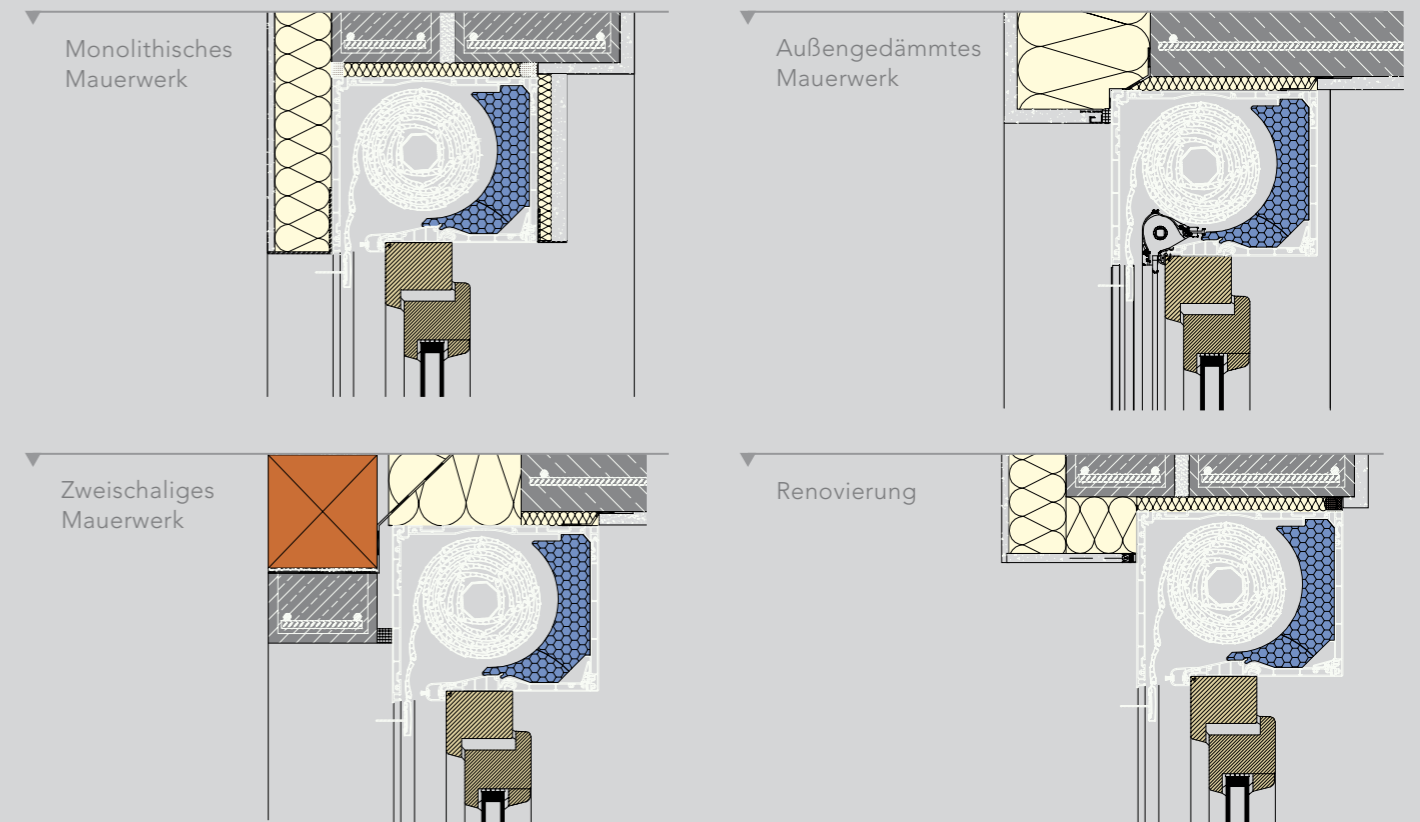 Monolithisches
Mauerwerk
Außengedämmtes
Mauerwerk
Zweischaliges
Mauerwerk
Renovierung